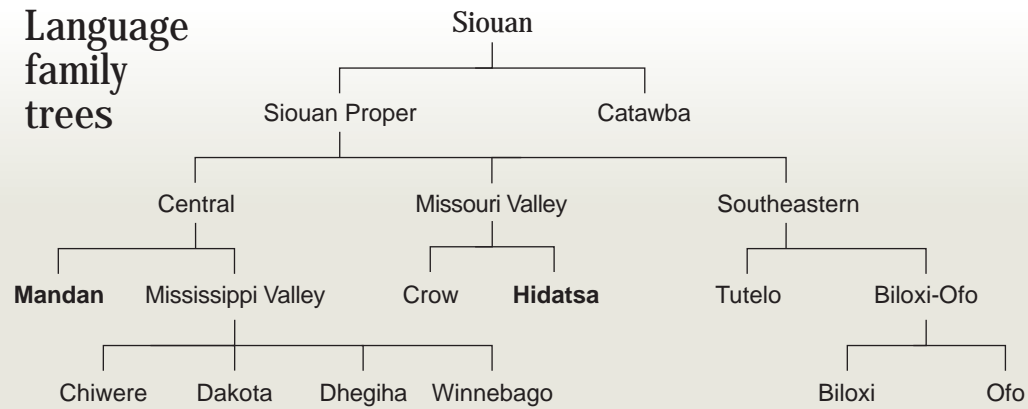 Language
family
trees
Siouan
Siouan Proper
Catawba
Central
Missouri Valley
Southeastern
Mandan
Mississippi Valley
Crow
Hidatsa
Tutelo
Biloxi-Ofo
Chiwere
Dakota
Dhegiha
Winnebago
Biloxi
Ofo